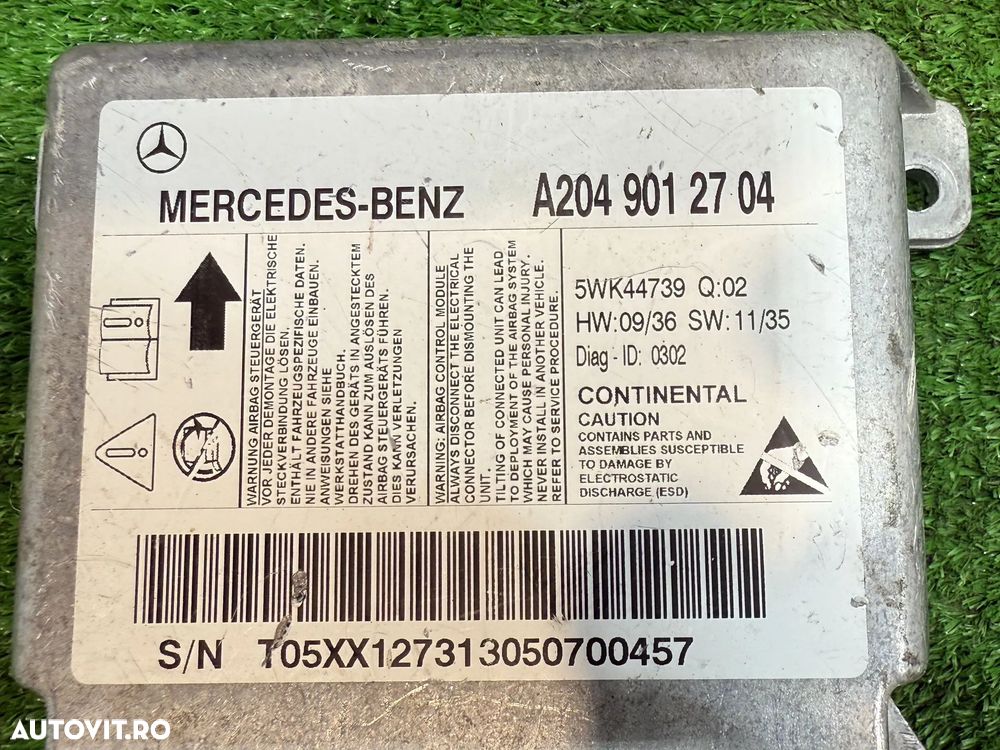 MERCEDES-BENZ
A204 901 27 04
WARNUNG AIRBAG STEUERGERÄT
VOR JEDER DEMONTAGE DIE ELEKTRISCHE
STECKVERBINDUNG LÖSEN.
ENTHÄLT FAHRZEUGSPEZIFISCHE DATEN.
NIE IN ANDERE FAHRZEUGE EINBAUEN.
ANWEISUNGEN SIEHE
WERKSTATTHANDBUCH.
DREHEN DES GERÄTS IN ANGESTECKTEM
ZUSTAND KANN ZUM AUSLÖSEN DES
AIRBAG STEUERGERÄTS FÜHREN.
DIES KANN VERLETZUNGEN
VERURSACHEN.
WARNING: AIRBAG CONTROL MODULE
ALWAYS DISCONNECT THE ELECTRICAL
CONNECTOR BEFORE DISMOUNTING THE
UNIT.
TILTING OF CONNECTED UNIT CAN LEAD
TO DEPLOYMENT OF THE AIRBAG SYSTEM
WHICH MAY CAUSE PERSONAL INJURY.
NEVER INSTALL IN ANOTHER VEHICLE.
REFER TO SERVICE PROCEDURE.
5WK44739 Q:02
HW:09/36 SW:11/35
Diag - ID: 0302
CONTINENTAL
CAUTION
CONTAINS PARTS AND
ASSEMBLIES SUSCEPTIBLE
TO DAMAGE BY
ELECTROSTATIC
DISCHARGE (ESD)
S/N T05XX127313050700457
AUTOVIT.RO